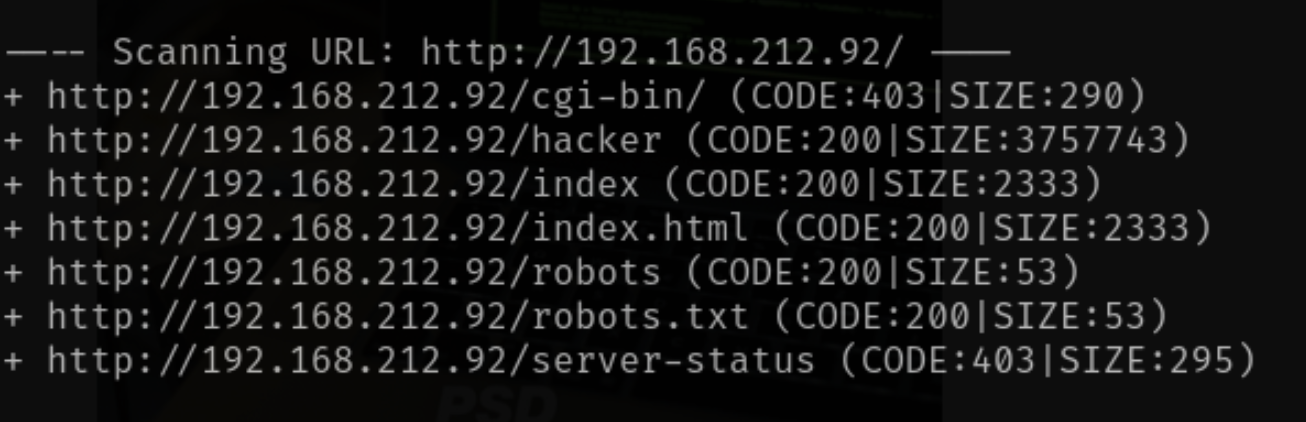 —--- Scanning URL: http://192.168.212.92/ ——
+ http://192.168.212.92/cgi-bin/ (CODE:403|SIZE:290)
+ http://192.168.212.92/hacker (CODE:200|SIZE:3757743)
+ http://192.168.212.92/index (CODE:200|SIZE:2333)
+ http://192.168.212.92/index.html (CODE:200|SIZE:2333)
+ http://192.168.212.92/robots (CODE:200|SIZE:53)
+ http://192.168.212.92/robots.txt (CODE:200|SIZE:53)
+ http://192.168.212.92/server-status (CODE:403|SIZE:295)
PSD